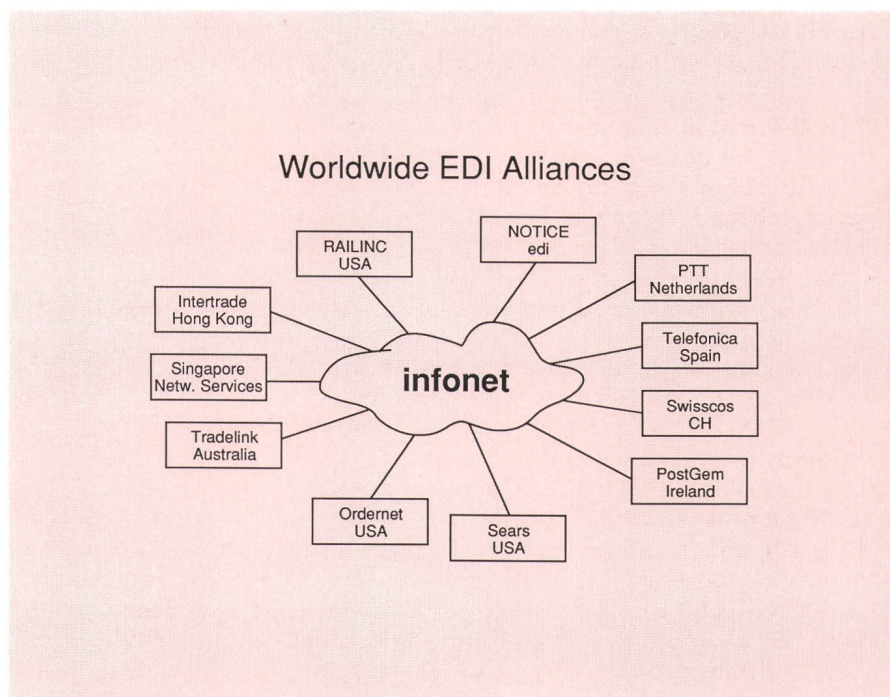 Worldwide EDI Alliances
RAILINC
USA
NOTICE
edi
PTT
Netherlands
Intertrade
Hong Kong
Telefonica
Spain
Singapore
Netw. Services
infonet
Swisscos
CH
Tradelink
Australia
PostGem
Ireland
Ordernet
USA
Sears
USA